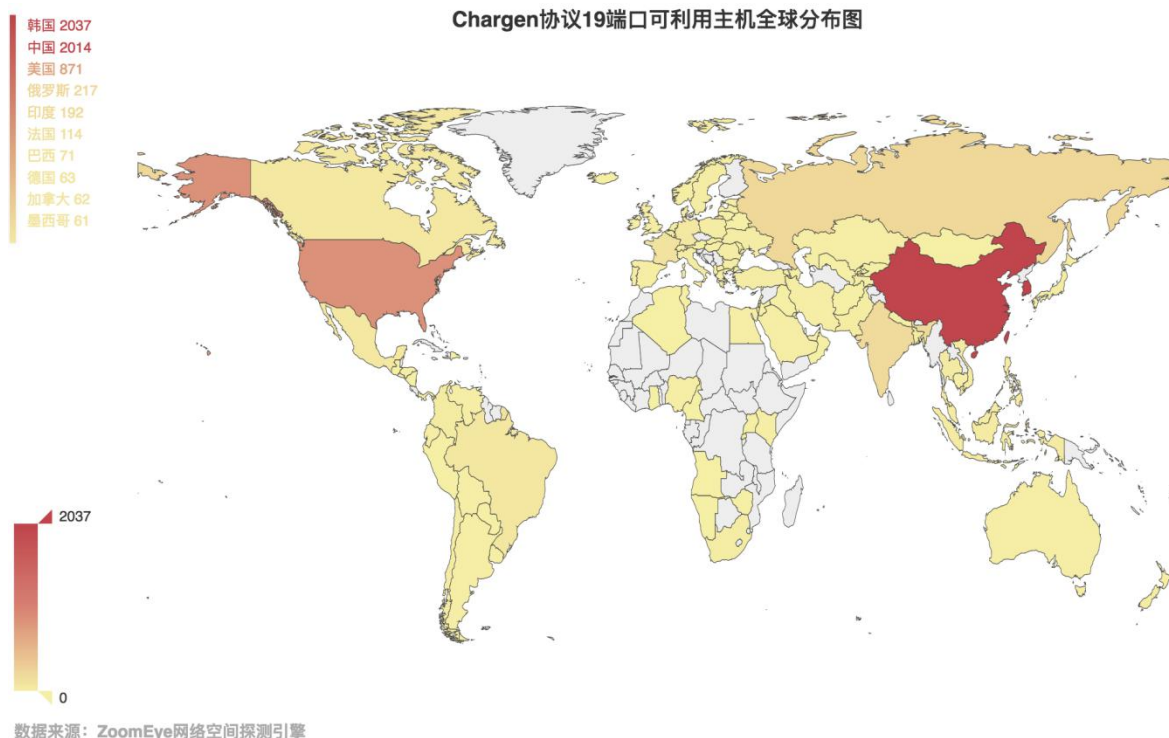 Chargen协议19端口可利用主机全球分布图
韩国 2037
中国 2014
美国 871
俄罗斯 217
印度 192
法国 114
巴西 71
德国 63
加拿大 62
墨西哥 61
2037
0
数据来源：ZoomEye网络空间探测引擎